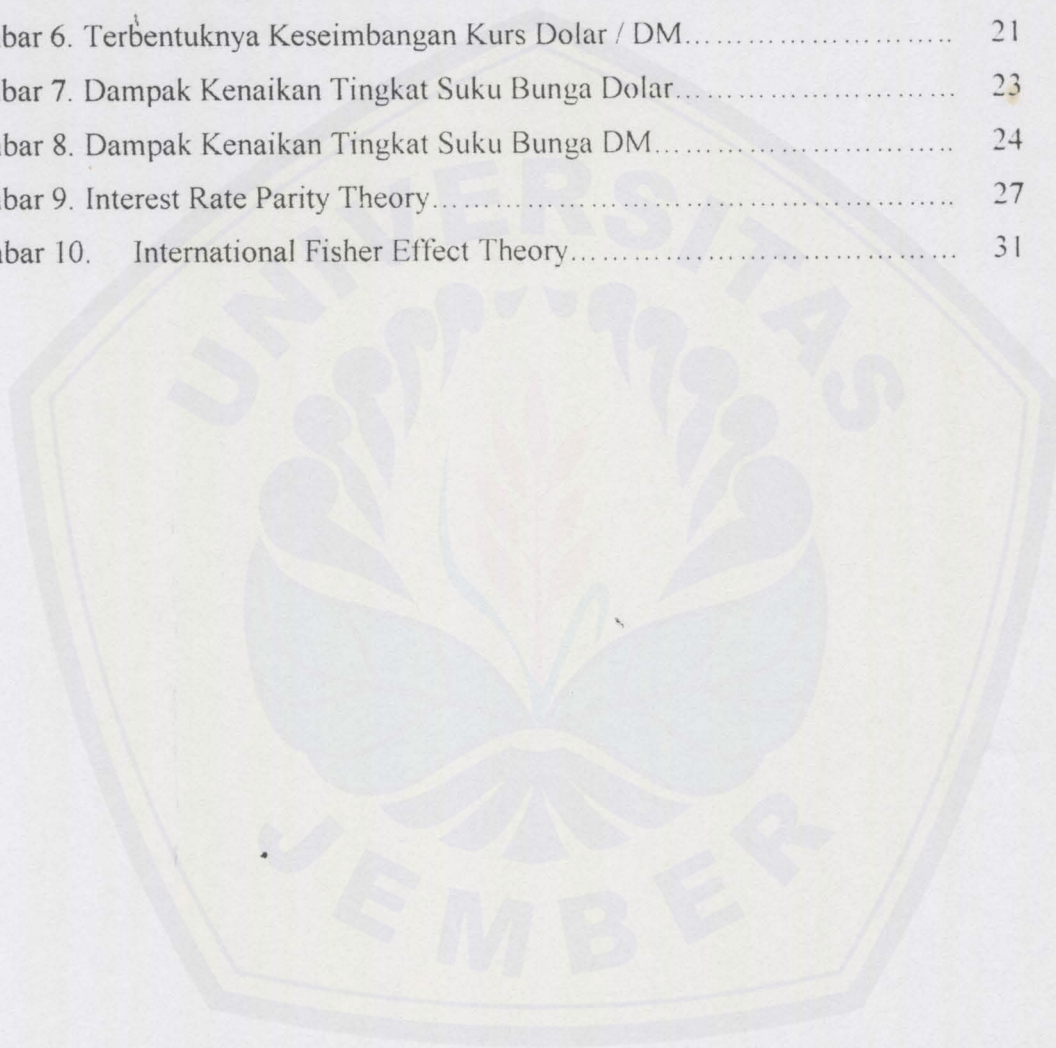 bar 6. Terbentuknya Keseimbangan Kurs Dolar / DM............................ 21
bar 7. Dampak Kenaikan Tingkat Suku Bunga Dolar............................ 23
bar 8. Dampak Kenaikan Tingkat Suku Bunga DM.............................. 24
bar 9. Interest Rate Parity Theory.................................................... 27
bar 10. International Fisher Effect Theory....................................... 31
UNIVERSITAS
JEMBER